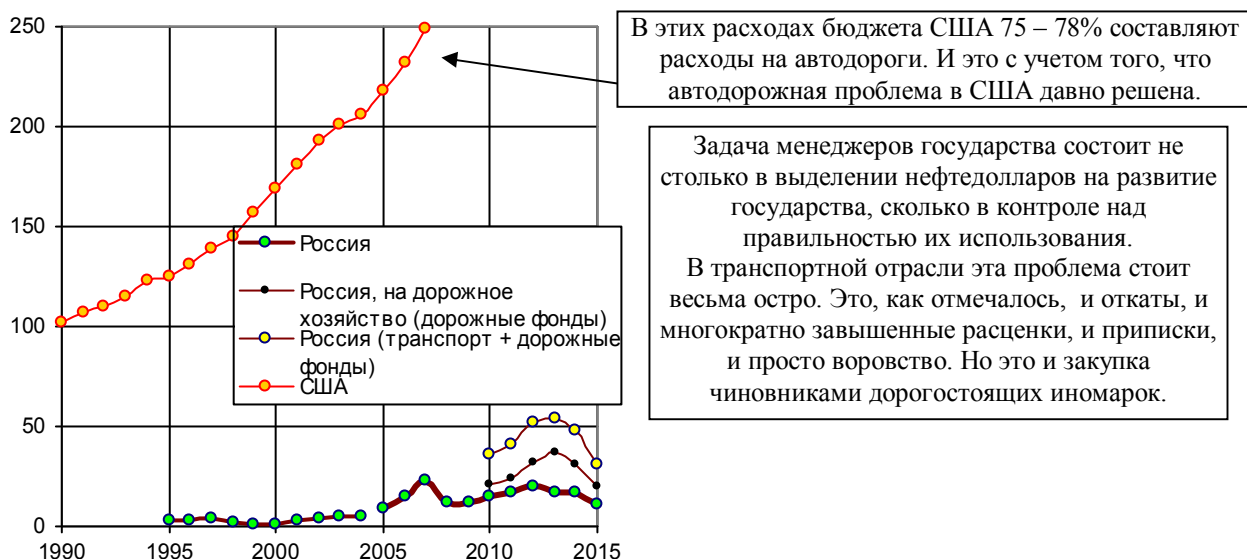 250
200
150
100
50
0
1990
1995
2000
2005
2010
2015
Россия
Россия, на дорожное
хозяйство (дорожные фонды)
Россия (транспорт + дорожные
фонды)
США
В этих расходах бюджета США 75 – 78% составляют
расходы на автодороги. И это с учетом того, что
автодорожная проблема в США давно решена.
Задача менеджеров государства состоит не
столько в выделении нефтедолларов на развитие
государства, сколько в контроле над
правильностью их использования.
В транспортной отрасли эта проблема стоит
весьма остро. Это, как отмечалось, и откаты, и
многократно завышенные расценки, и приписки,
и просто воровство. Но это и закупка
чиновниками дорогостоящих иномарок.